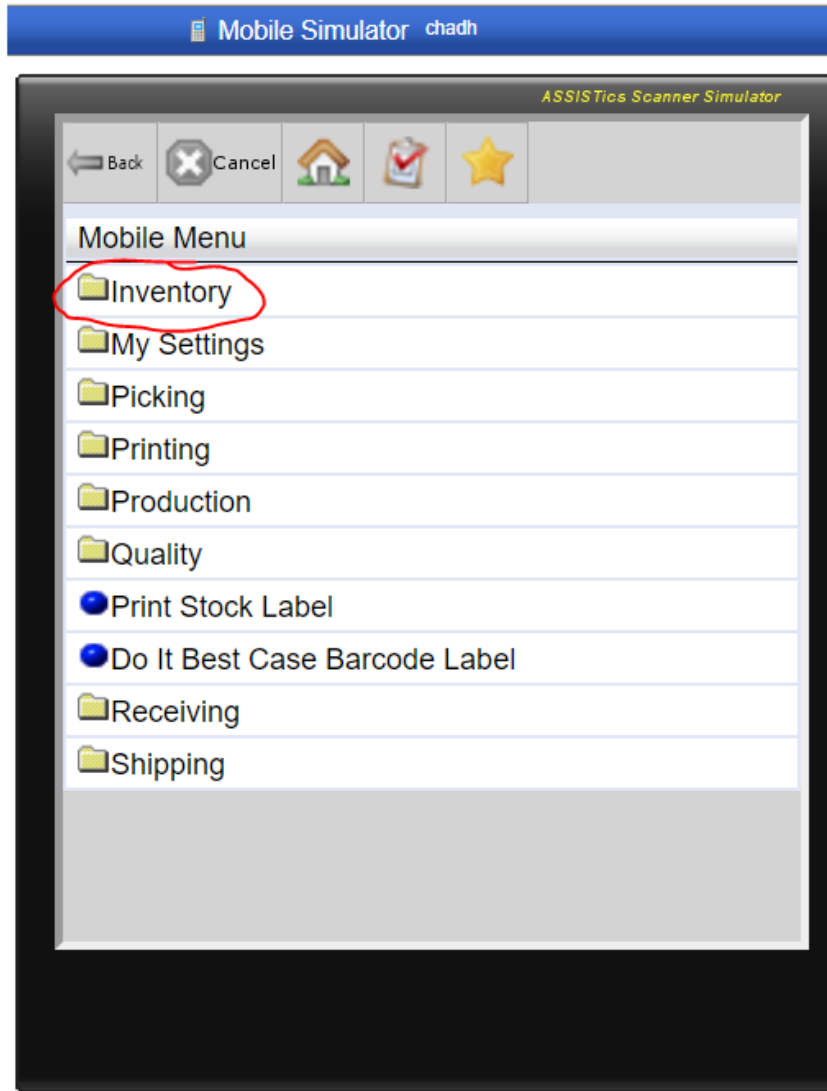 Mobile Simulator chadh
ASSISTics Scanner Simulator
Back Cancel
Mobile Menu
Inventory
My Settings
Picking
Printing
Production
Quality
Print Stock Label
Do It Best Case Barcode Label
Receiving
Shipping